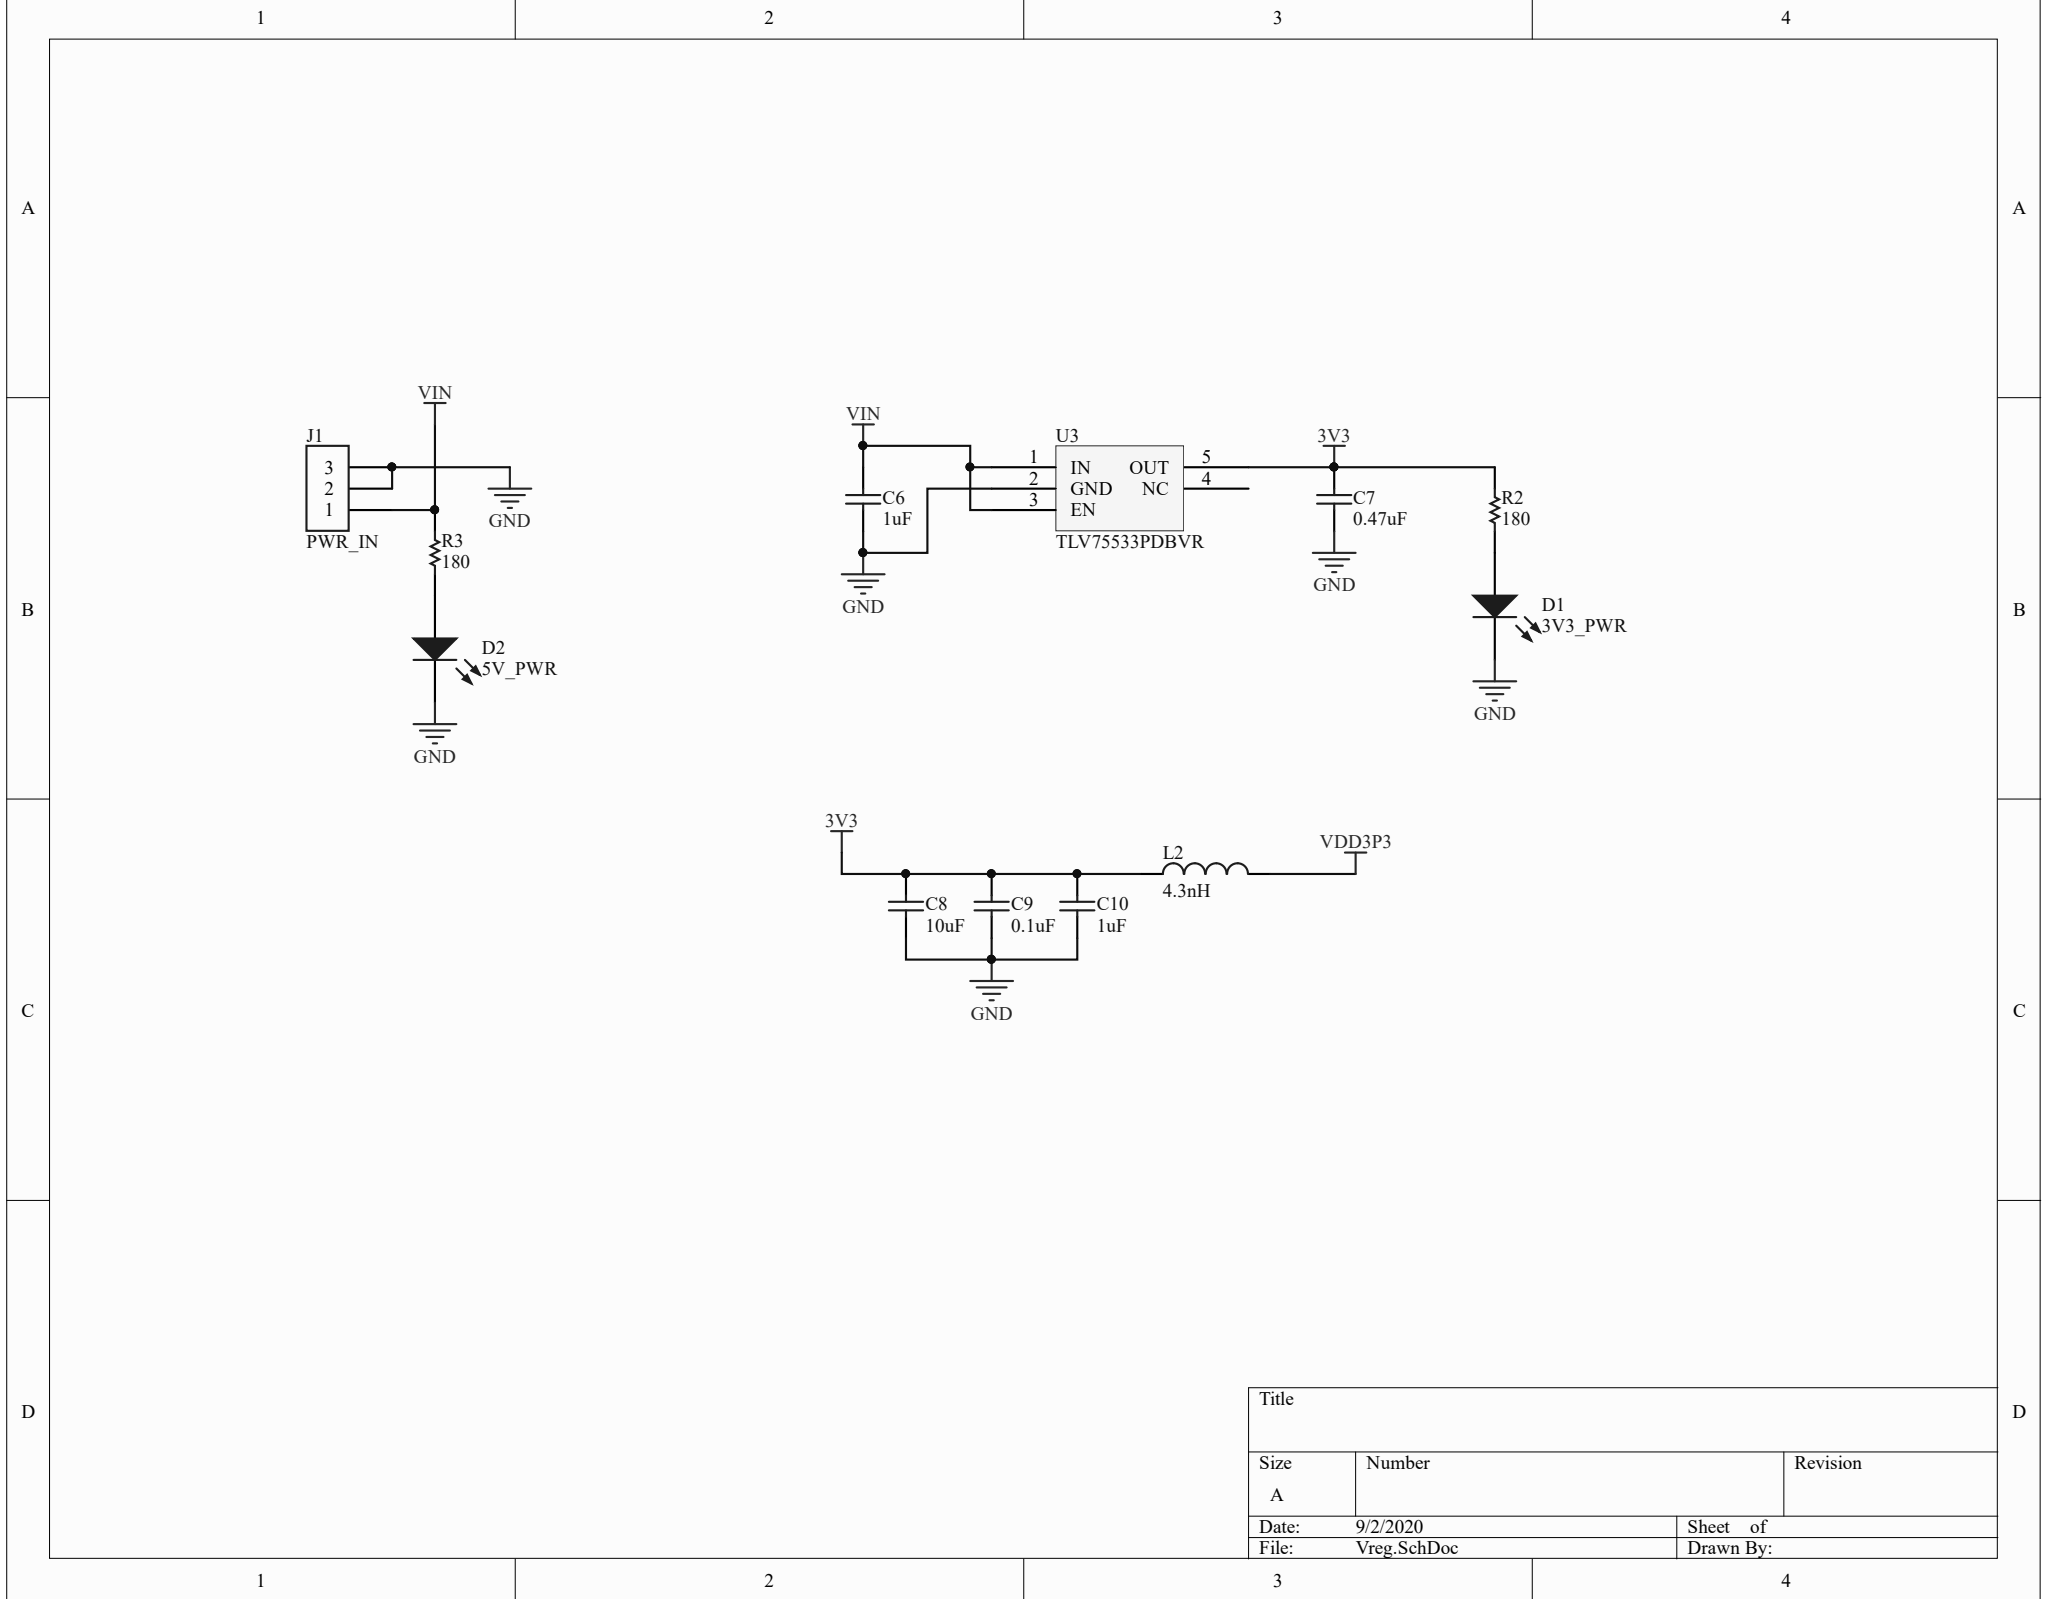 1 2 3 4
A A
VIN
J1
3
2
1
PWR_IN
GND
R3
180
D2
5V_PWR
GND
VIN
C6
1uF
GND
U3
1 IN OUT 5
2 GND NC 4
3 EN
TLV75533PDBVR
3V3
C7
0.47uF
GND
R2
180
D1
3V3_PWR
GND
B B
3V3
C8
10uF
C9
0.1uF
C10
1uF
GND
L2
4.3nH
VDD3P3
C C
D D
Title
Size Number Revision
A
Date: 9/2/2020 Sheet of
File: Vreg.SchDoc Drawn By:
1 2 3 4